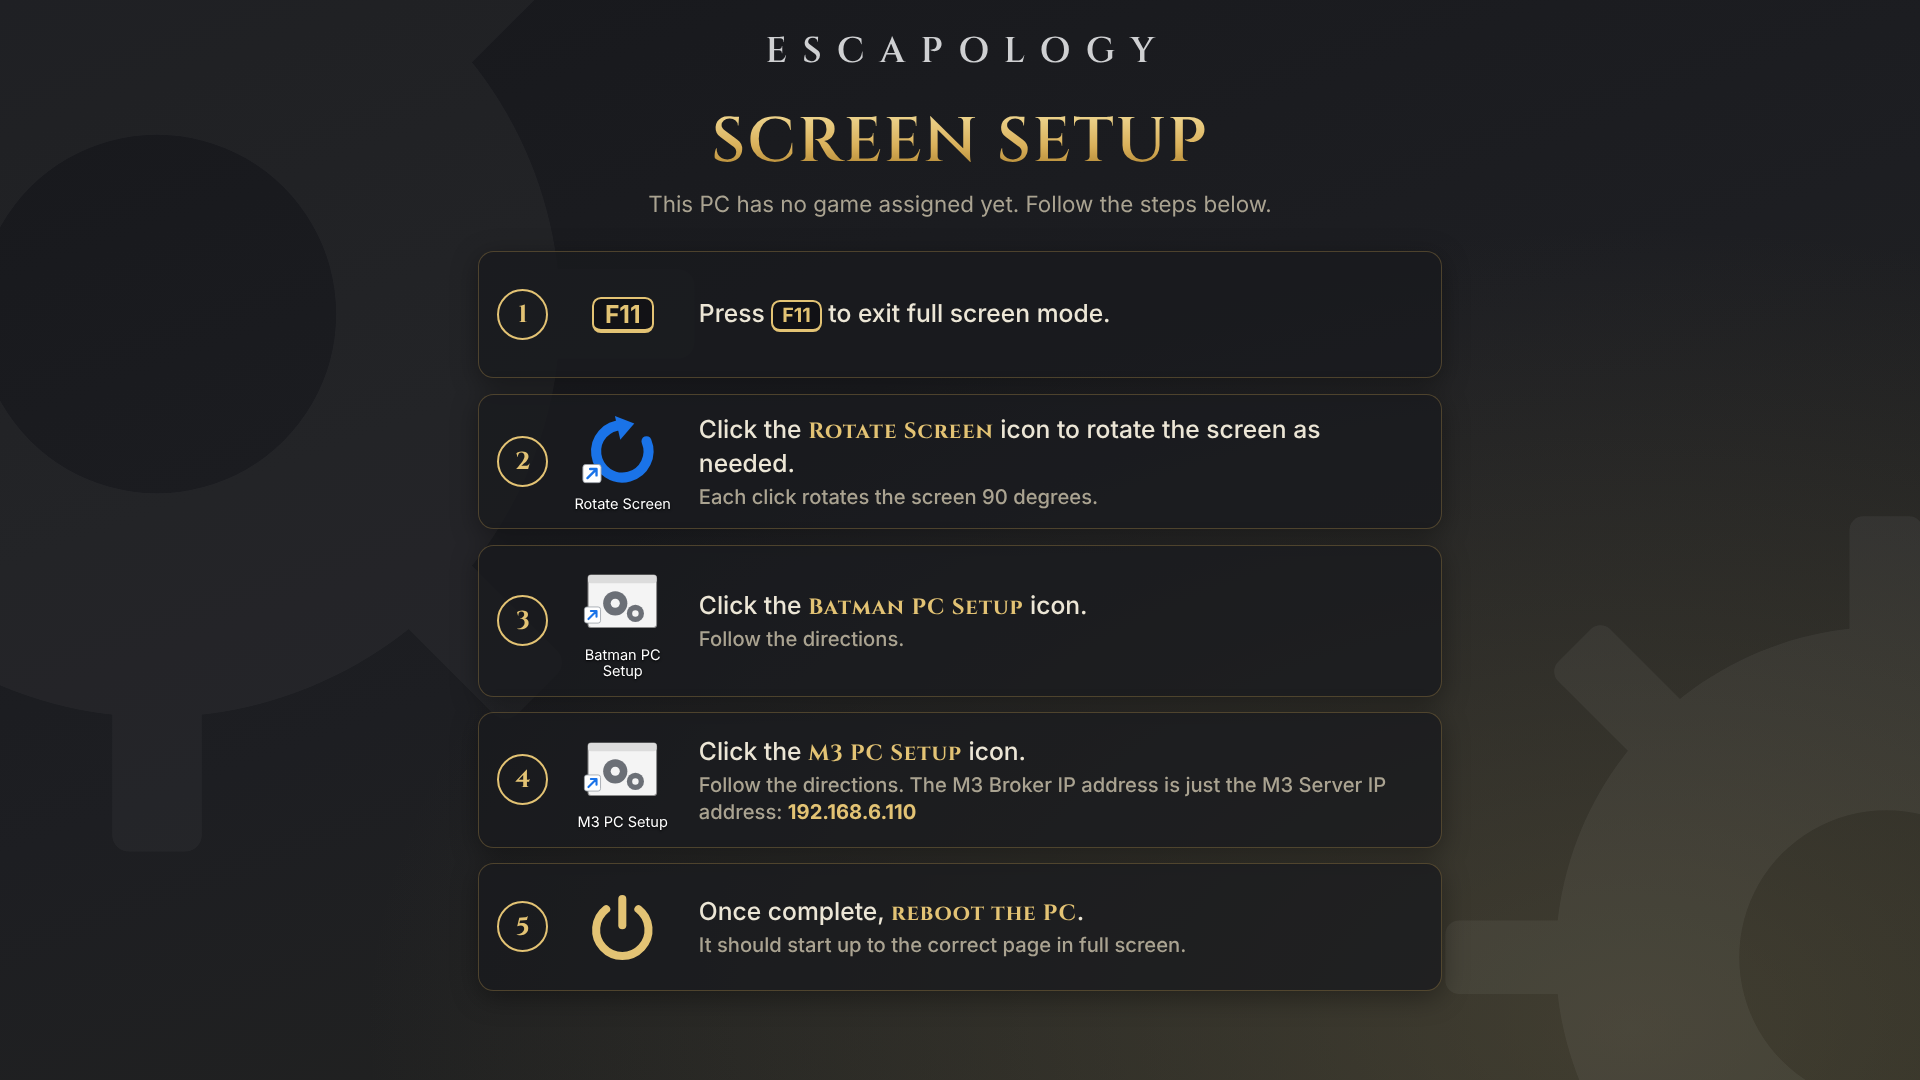 ESCAPOLOGY
SCREEN SETUP
This PC has no game assigned yet. Follow the steps below.
1
F11
Press F11 to exit full screen mode.
2
Rotate Screen
Click the Rotate Screen icon to rotate the screen as
needed.
Each click rotates the screen 90 degrees.
3
Batman PC
Setup
Click the Batman PC Setup icon.
Follow the directions.
4
M3 PC Setup
Click the M3 PC Setup icon.
Follow the directions. The M3 Broker IP address is just the M3 Server IP
address: 192.168.6.110
5
Once complete, reboot the PC.
It should start up to the correct page in full screen.